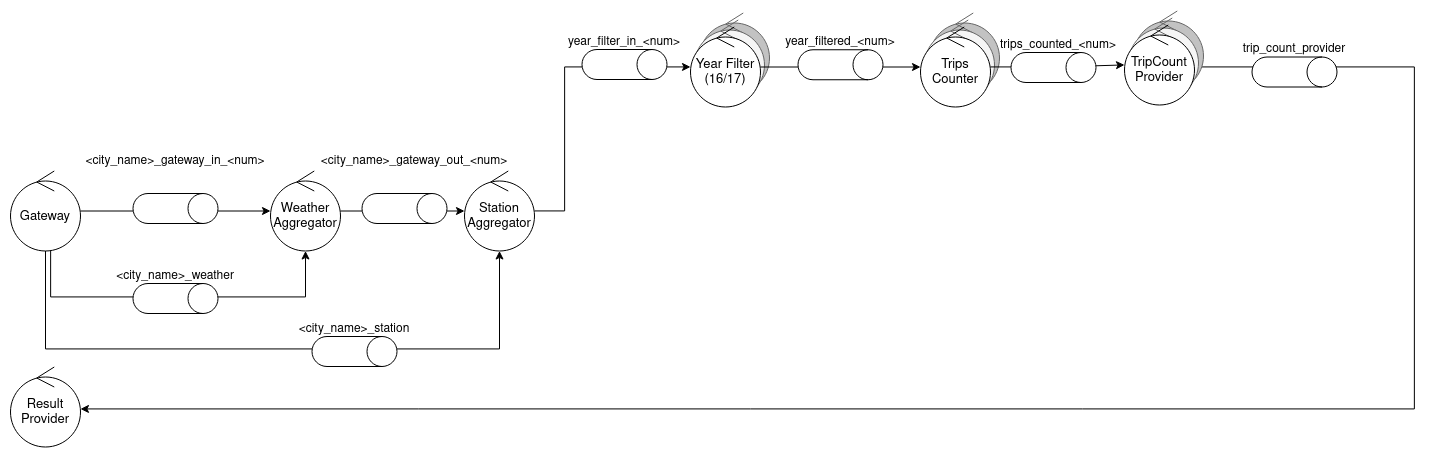 year_filter_in_<num>
year_filtered_<num>
trips_counted_<num>
trip_count_provider
Year Filter
(16/17)
Trips
Counter
TripCount
Provider
<city_name>_gateway_in_<num>
<city_name>_gateway_out_<num>
Gateway
Weather
Aggregator
Station
Aggregator
<city_name>_weather
<city_name>_station
Result
Provider